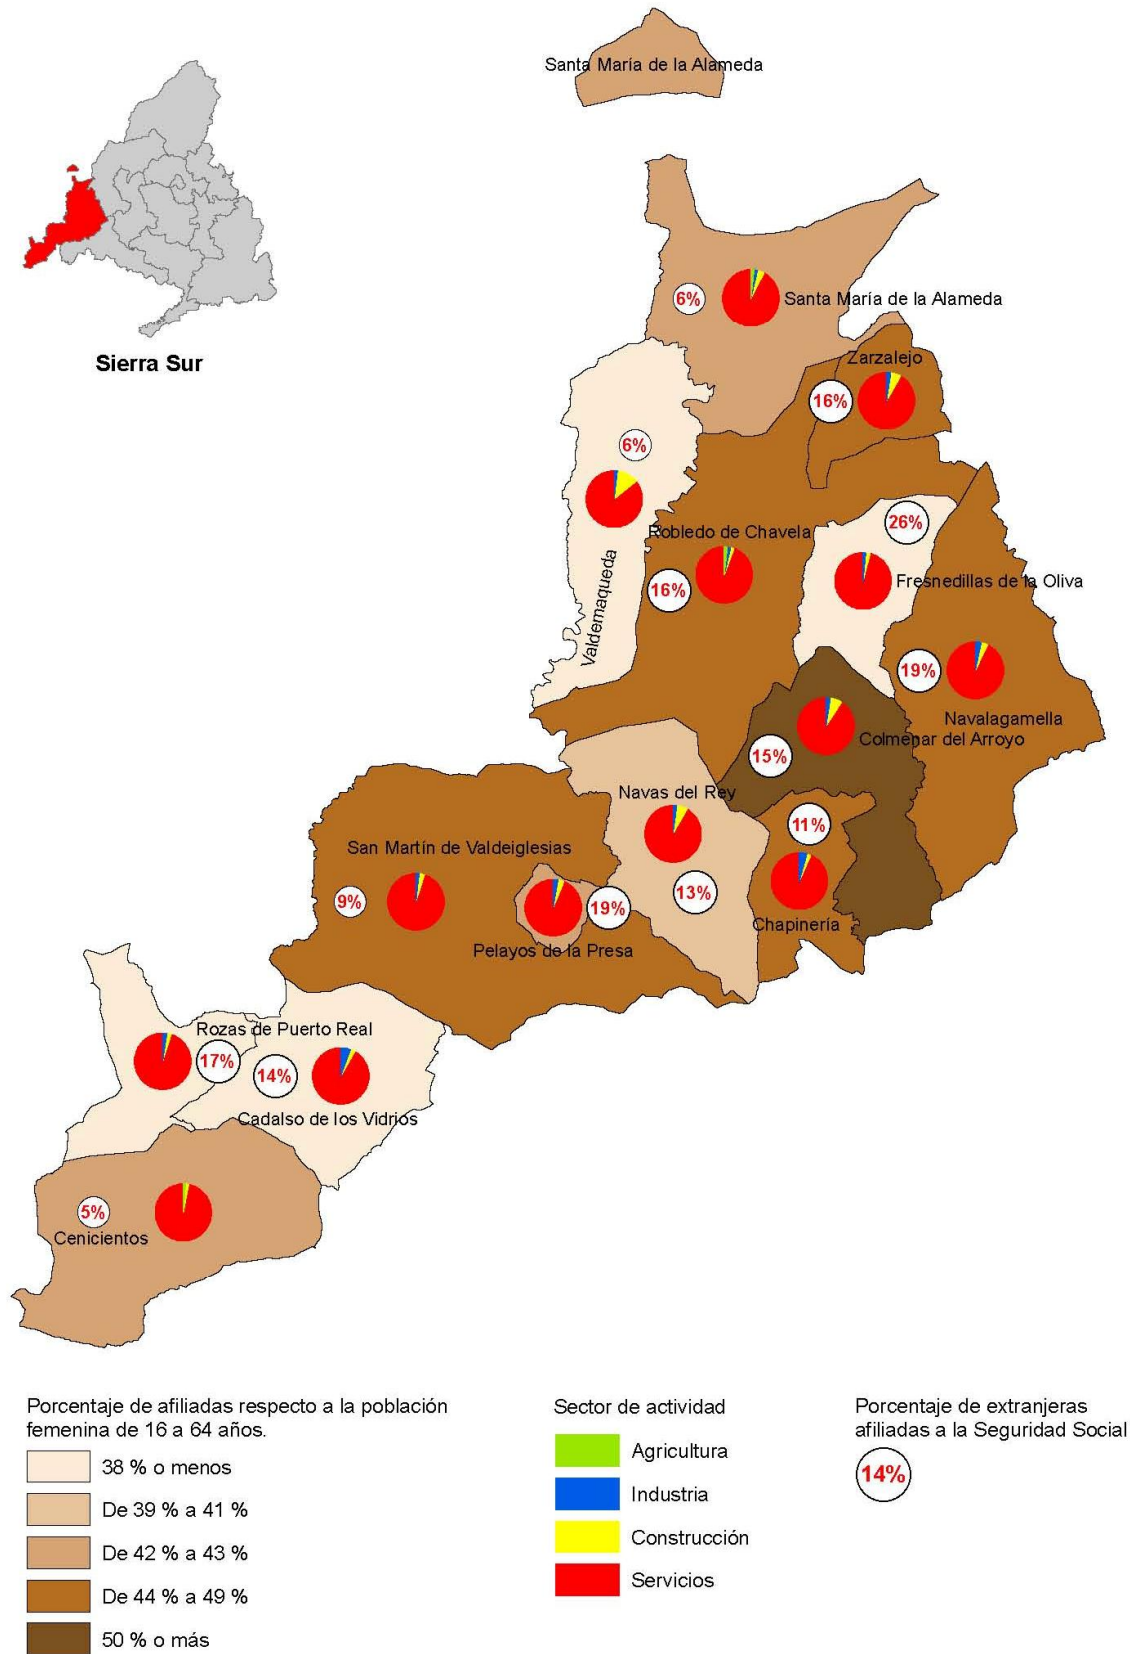 Santa María de la Alameda
Sierra Sur
6%
Santa María de la Alameda
Zarzalejo
16%
6%
26%
Robledo de Chavela
Fresnedillas de la Oliva
16%
Valdemaqueda
19%
Navalagamella
Colmenar del Arroyo
15%
Navas del Rey
11%
San Martín de Valdeiglesias
13%
9%
19%
Chapinería
Pelayos de la Presa
Rozas de Puerto Real
17%
14%
Cadalso de los Vidrios
5%
Cenicientos
Porcentaje de afiliadas respecto a la población
femenina de 16 a 64 años.
38 % o menos
De 39 % a 41 %
De 42 % a 43 %
De 44 % a 49 %
50 % o más
Sector de actividad
Agricultura
Industria
Construcción
Servicios
Porcentaje de extranjeras
afiliadas a la Seguridad Social
14%